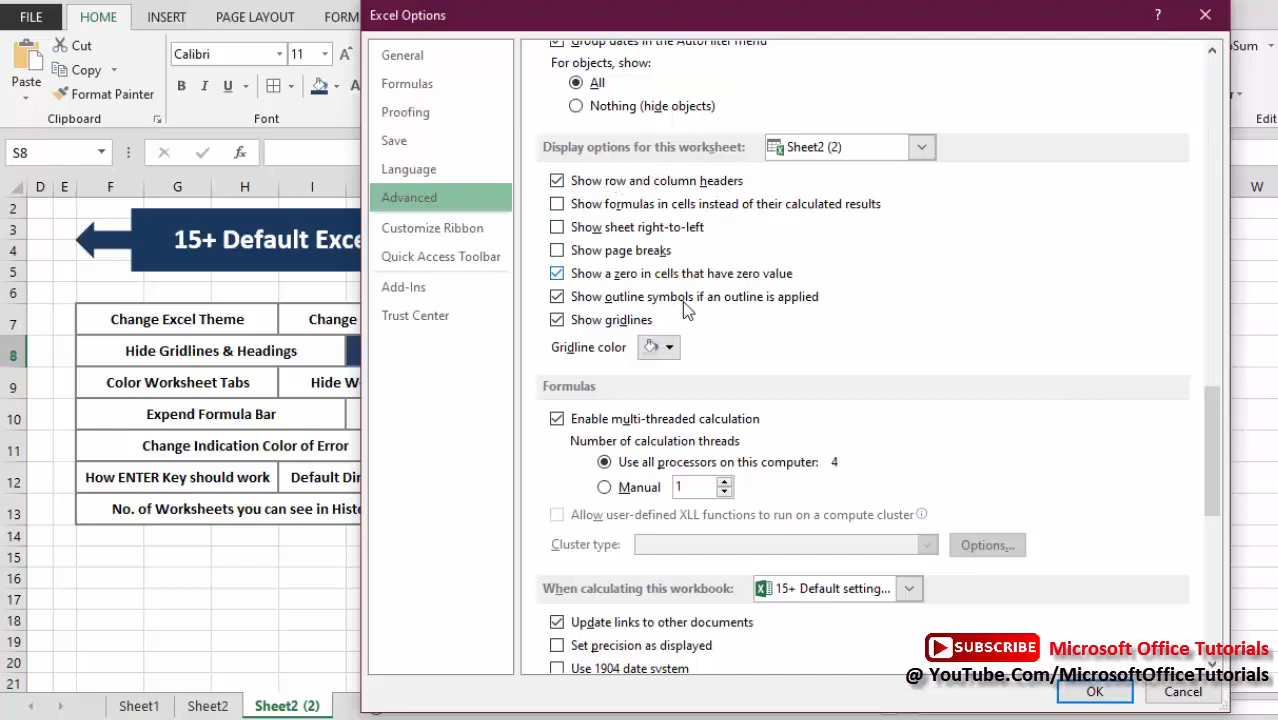 FILE HOME INSERT PAGE LAYOUT FORM
Excel Options ?
Cut
Copy
Format Painter
Paste
Clipboard
Calibri 11 A
B I U A
Font
Sum
Edit
S8 fx
D E F G H I W
2
3
4
5
6
7
8
9
10
11
12
13
14
15
16
17
18
19
20
21
15+ Default Exce
Change Excel Theme Change
Hide Gridlines & Headings
Color Worksheet Tabs Hide W
Expend Formula Bar
Change Indication Color of Error
How ENTER Key should work Default Dir
No. of Worksheets you can see in Histo
Sheet1 Sheet2 Sheet2 (2)
General
Formulas
Proofing
Save
Language
Advanced
Customize Ribbon
Quick Access Toolbar
Add-Ins
Trust Center
Group dates in the AutoFilter menu
For objects, show:
All
Nothing (hide objects)
Display options for this worksheet: Sheet2 (2)
Show row and column headers
Show formulas in cells instead of their calculated results
Show sheet right-to-left
Show page breaks
Show a zero in cells that have zero value
Show outline symbols if an outline is applied
Show gridlines
Gridline color
Formulas
Enable multi-threaded calculation
Number of calculation threads
Use all processors on this computer: 4
Manual 1
Allow user-defined XLL functions to run on a compute cluster
Cluster type: Options...
When calculating this workbook: 15+ Default setting...
Update links to other documents
Set precision as displayed
Use 1904 date system
OK Cancel
SUBSCRIBE Microsoft Office Tutorials
@ YouTube.Com/MicrosoftOfficeTutorials